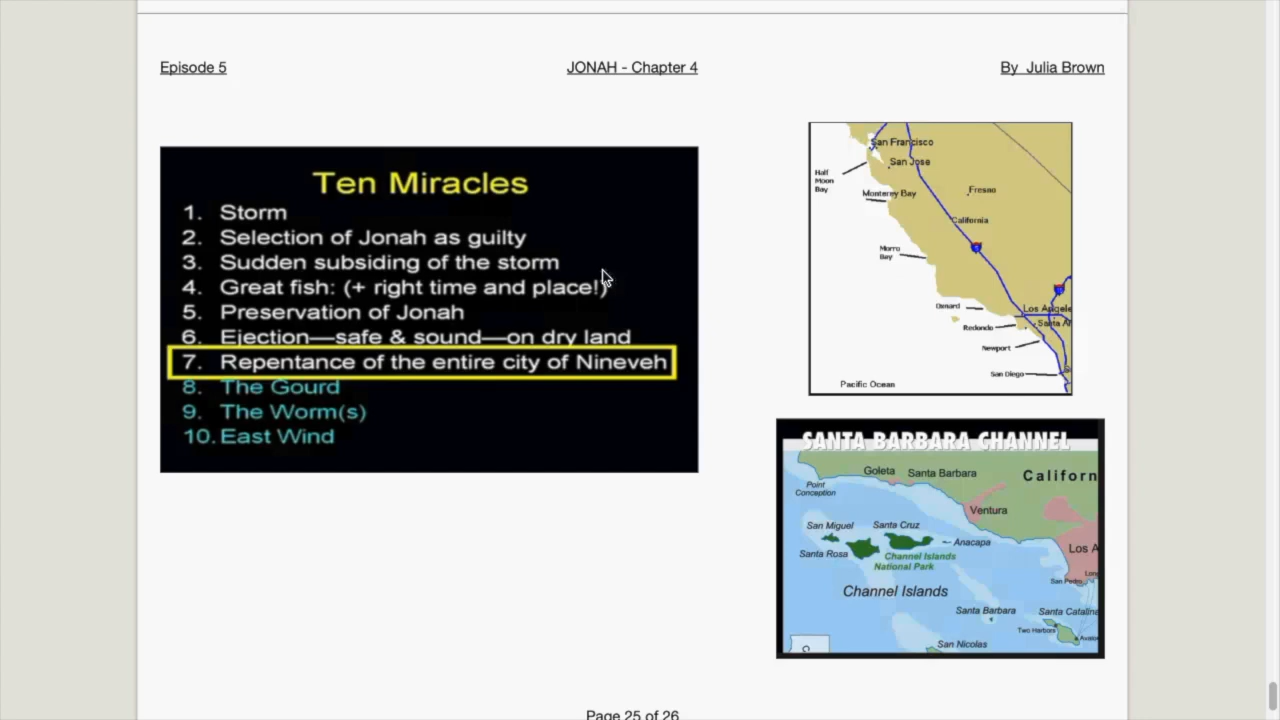 Episode 5
JONAH - Chapter 4
By Julia Brown
Ten Miracles
1. Storm
2. Selection of Jonah as guilty
3. Sudden subsiding of the storm
4. Great fish: (+ right time and place!)
5. Preservation of Jonah
6. Ejection—safe & sound—on dry land
7. Repentance of the entire city of Nineveh
8. The Gourd
9. The Worm(s)
10. East Wind
San Francisco
San Jose
Half
Moon
Bay
Monterey Bay
Fresno
California
Morro
Bay
Oxnard
Los Angele
Redondo
Santa A
Newport
San Diego
Pacific Ocean
SANTA BARBARA CHANNEL
Goleta
Santa Barbara
Californ
Point
Conception
Ventura
San Miguel
Santa Cruz
Anacapa
Santa Rosa
Channel Islands
National Park
Los A
Lon
San Pedro
Channel Islands
Santa Barbara
Santa Catalina
Two Harbors
Avalo
San Nicolas
Page 25 of 26